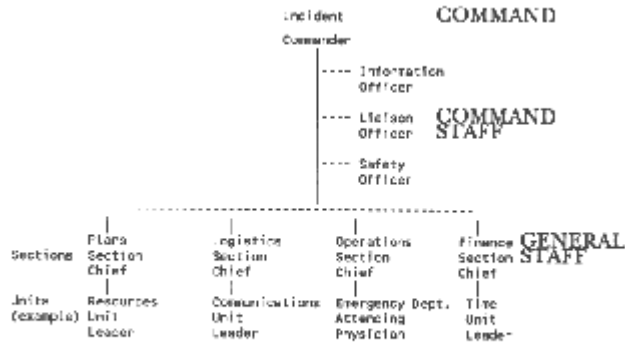 Incident COMMAND
Commander
Information
Officer
Liaison COMMAND
Officer STAFF
Safety
Officer
Plans Logistics Operations Finance GENERAL
Sections Section Section Section Section STAFF
Chief Chief Chief Chief
Units Resources Communications Emergency Dept. Time
(example) Unit Unit Attending Unit
Leader Leader Physician Leader